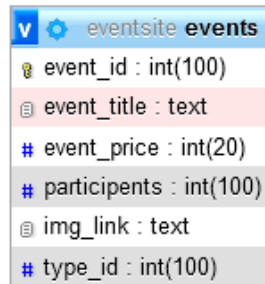 v eventsite events
event_id : int(100)
event_title : text
# event_price : int(20)
# participents : int(100)
img_link : text
# type_id : int(100)